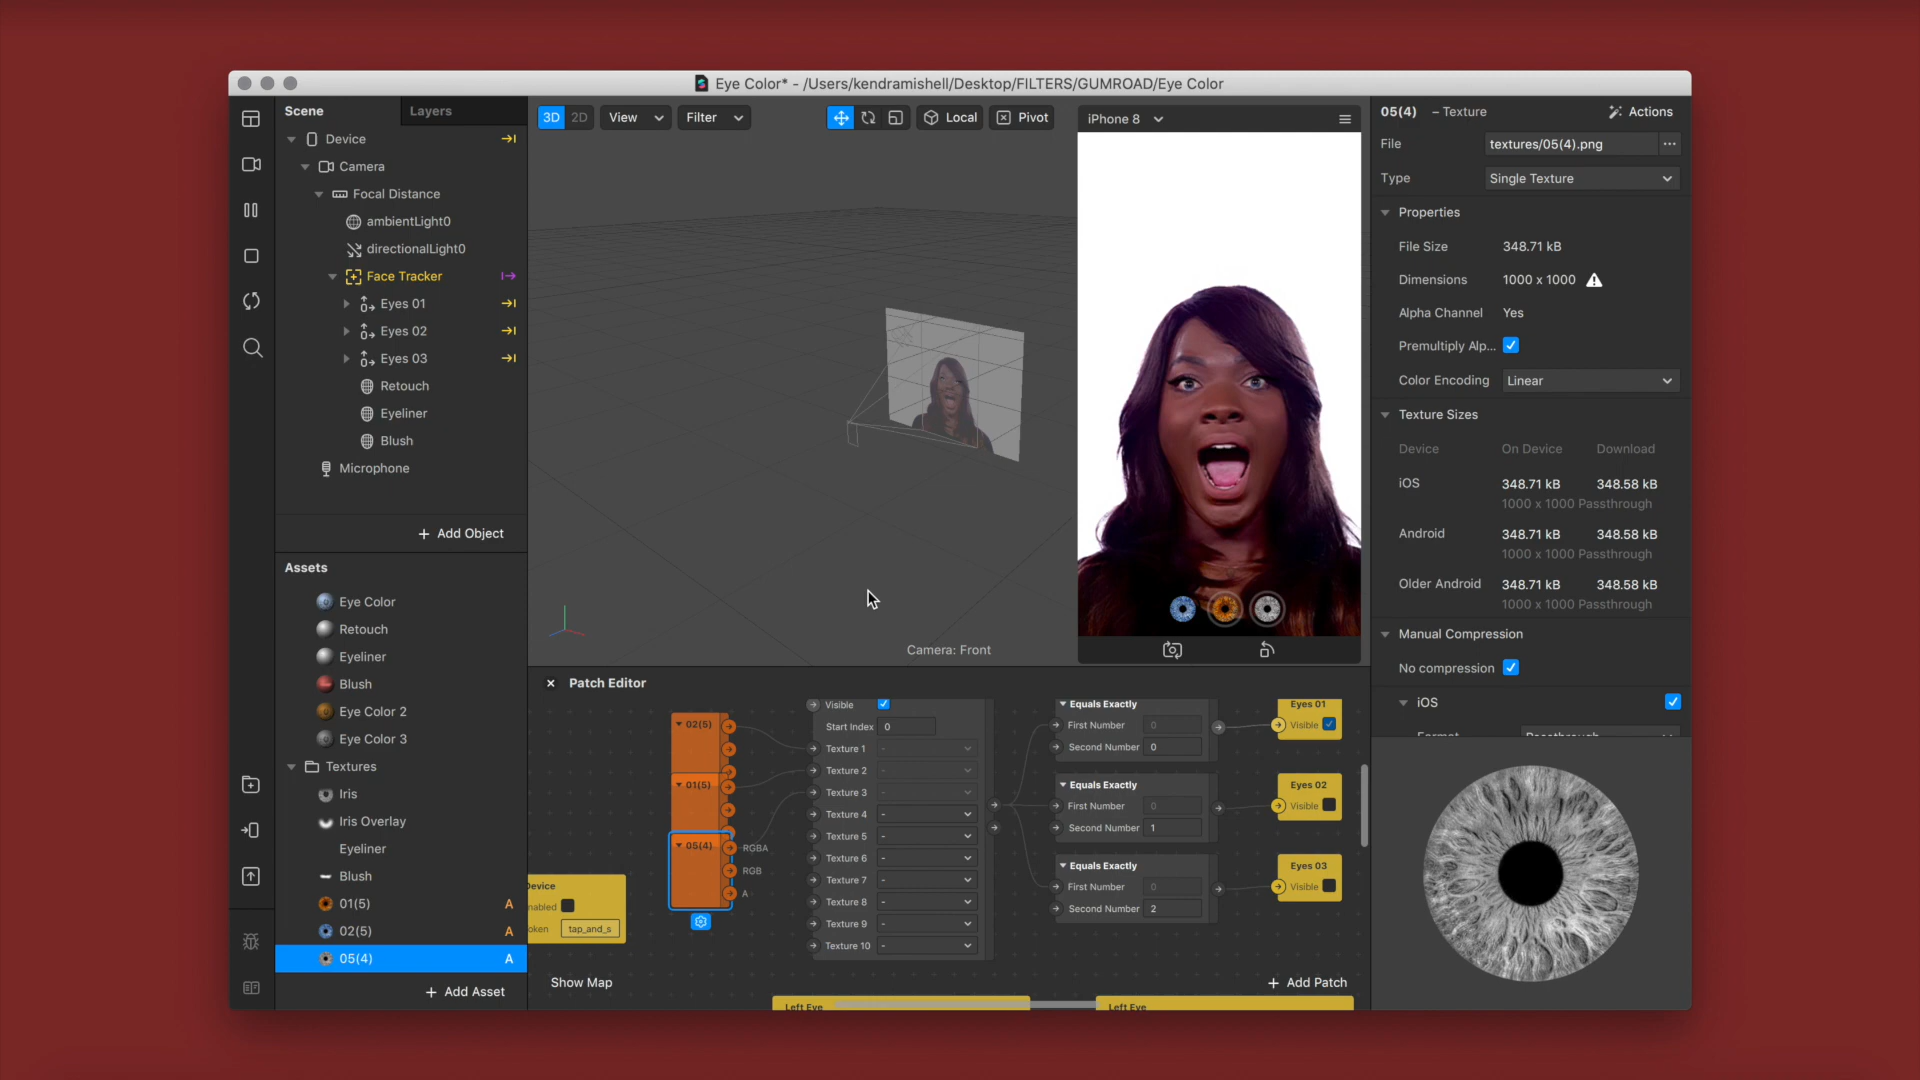 Eye Color* - /Users/kendramishell/Desktop/FILTERS/GUMROAD/Eye Color
Scene
Layers
Device
Camera
Focal Distance
ambientLight0
directionalLight0
Face Tracker
Eyes 01
Eyes 02
Eyes 03
Retouch
Eyeliner
Blush
Microphone
+ Add Object
Assets
Eye Color
Retouch
Eyeliner
Blush
Eye Color 2
Eye Color 3
Textures
Iris
Iris Overlay
Eyeliner
Blush
01(5) A
02(5) A
05(4) A
+ Add Asset
3D 2D View Filter Local Pivot
Camera: Front
iPhone 8
Patch Editor
evice
nabled
oken tap_and_s
02(5)
01(5)
05(4)
RGBA
RGB
A
Visible
Start Index 0
Texture 1 -
Texture 2 -
Texture 3 -
Texture 4 -
Texture 5 -
Texture 6 -
Texture 7 -
Texture 8 -
Texture 9 -
Texture 10 -
Equals Exactly
First Number 0
Second Number 0
Equals Exactly
First Number 0
Second Number 1
Equals Exactly
First Number 0
Second Number 2
Eyes 01
Visible
Eyes 02
Visible
Eyes 03
Visible
Show Map
+ Add Patch
Left Eye
Left Eye
05(4) – Texture
Actions
File textures/05(4).png ...
Type Single Texture
Properties
File Size 348.71 kB
Dimensions 1000 x 1000
Alpha Channel Yes
Premultiply Alp...
Color Encoding Linear
Texture Sizes
Device On Device Download
iOS 348.71 kB 348.58 kB
1000 x 1000 Passthrough
Android 348.71 kB 348.58 kB
1000 x 1000 Passthrough
Older Android 348.71 kB 348.58 kB
1000 x 1000 Passthrough
Manual Compression
No compression
iOS
Format Passthrough